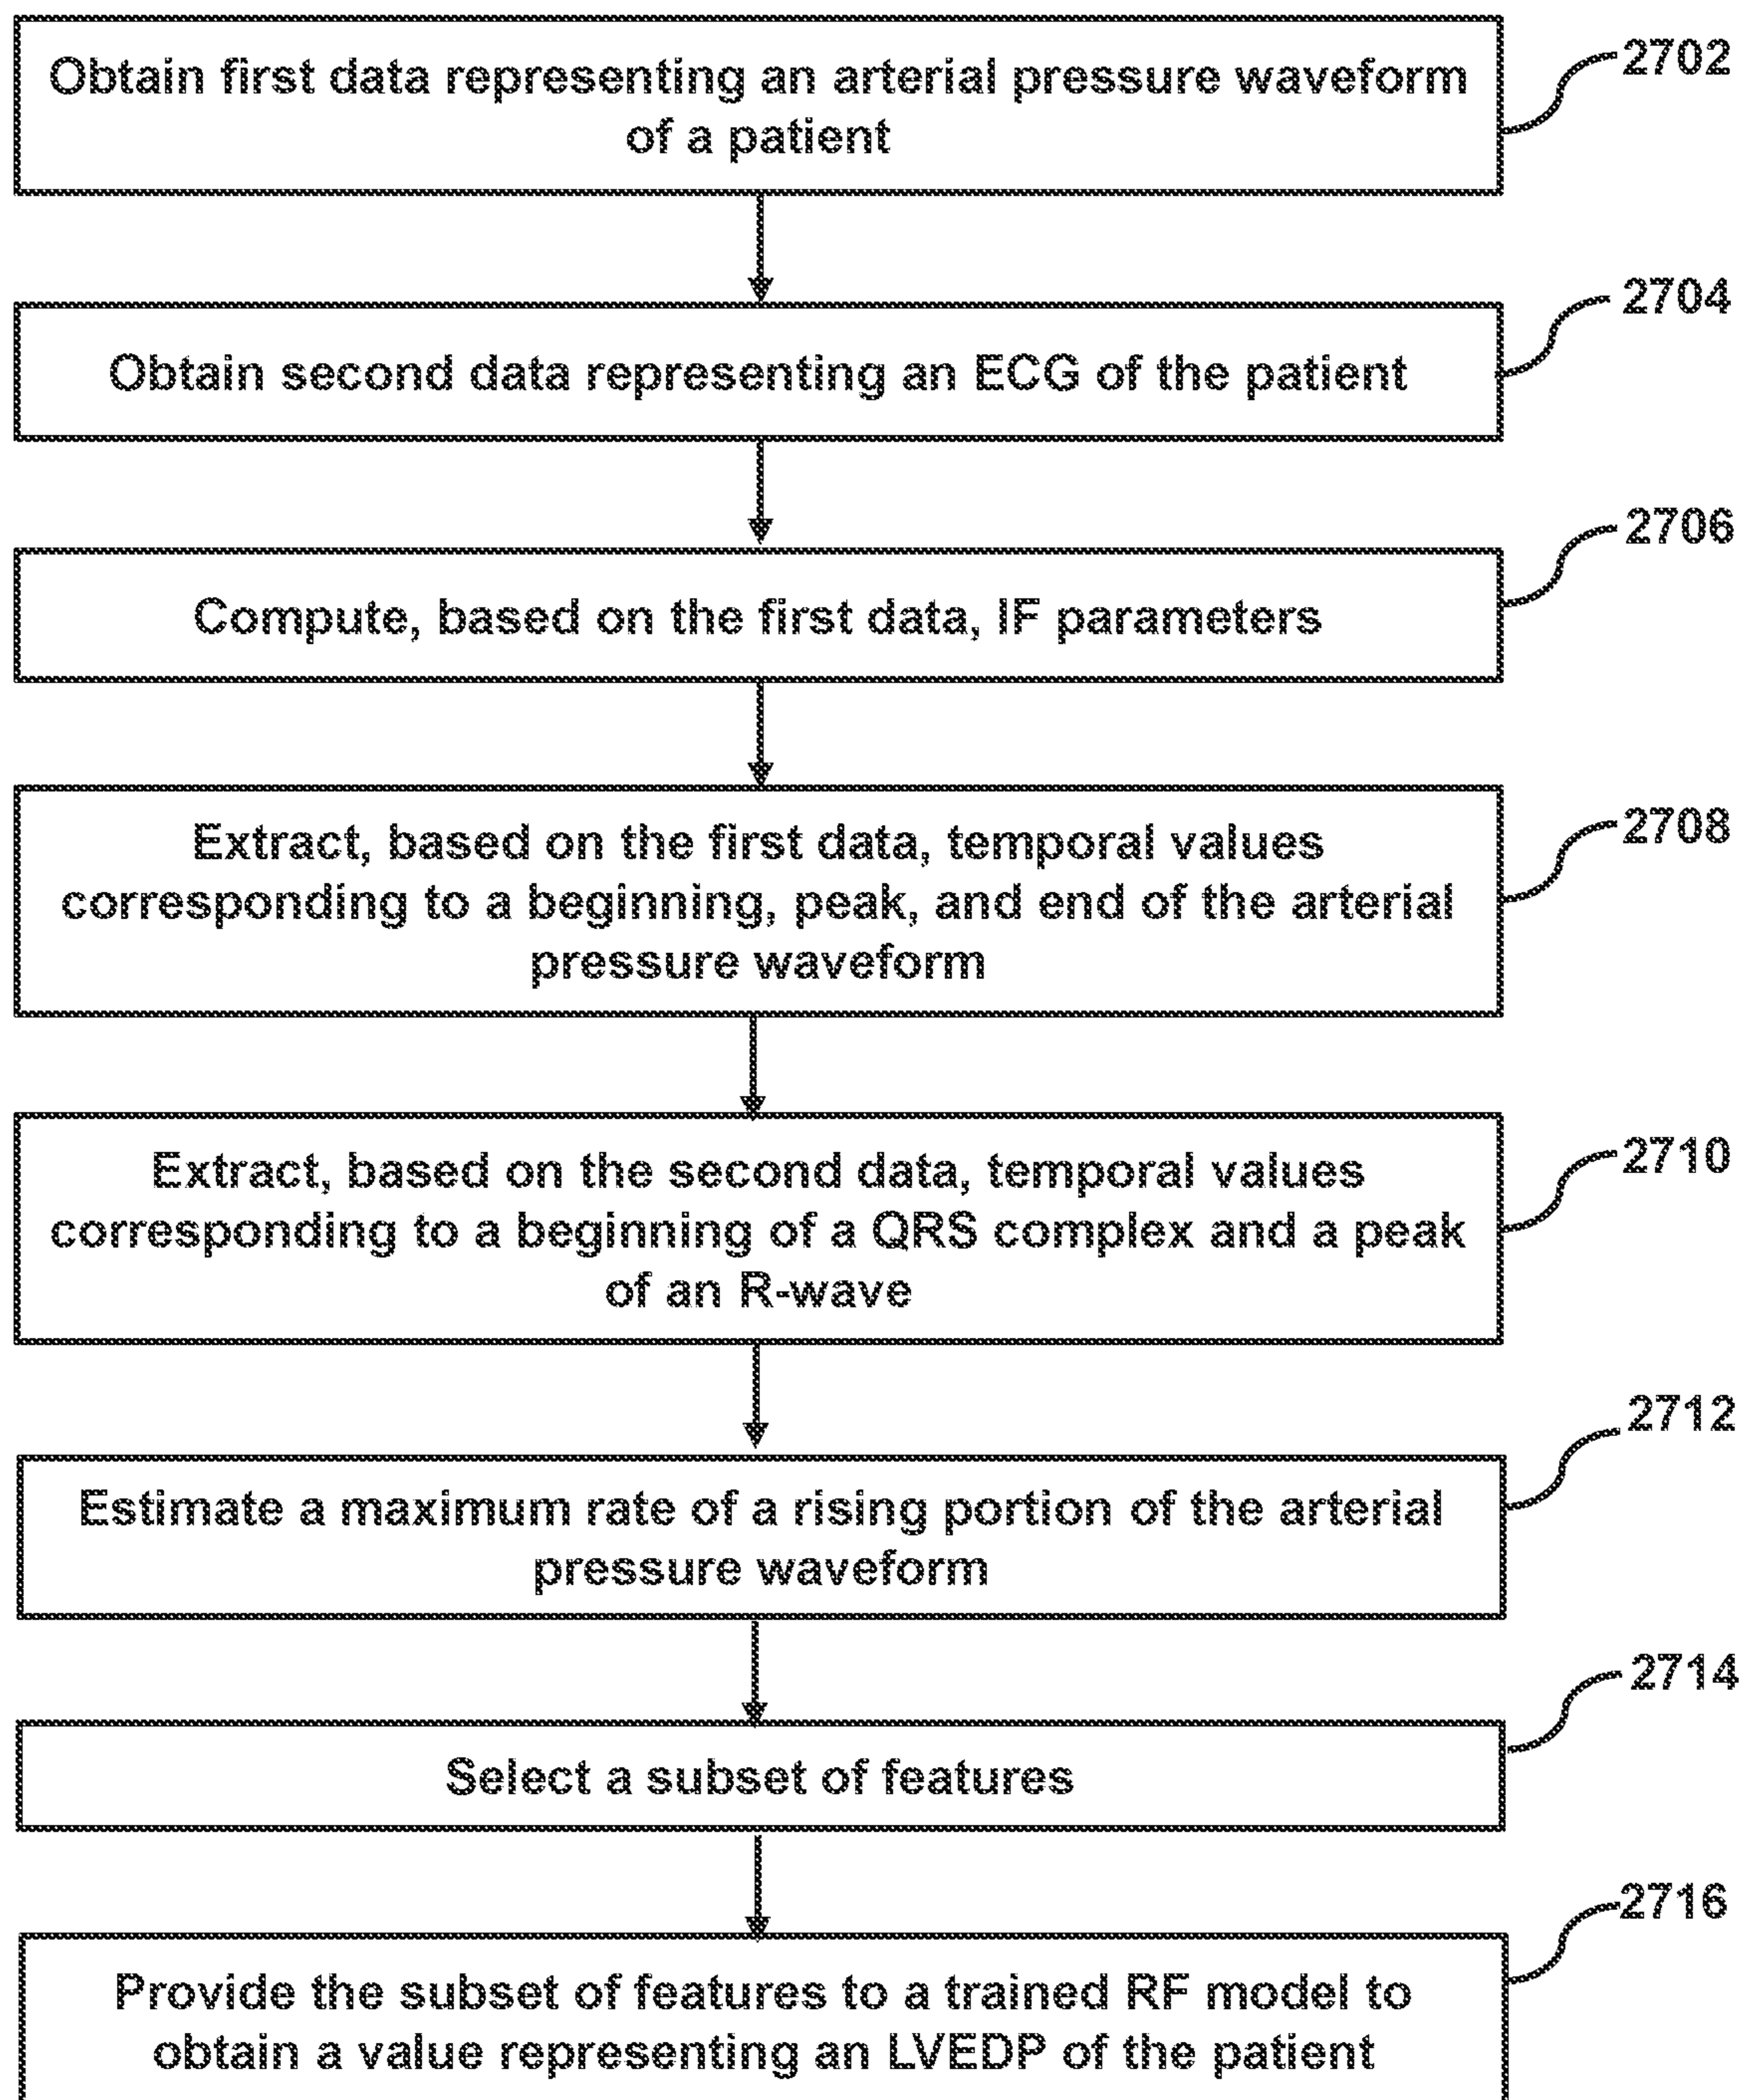 Obtain first data representing an arterial pressure waveform
of a patient
2702
Obtain second data representing an ECG of the patient
2704
Compute, based on the first data, IF parameters
2706
Extract, based on the first data, temporal values
corresponding to a beginning, peak, and end of the arterial
pressure waveform
2708
Extract, based on the second data, temporal values
corresponding to a beginning of a QRS complex and a peak
of an R-wave
2710
Estimate a maximum rate of a rising portion of the arterial
pressure waveform
2712
Select a subset of features
2714
Provide the subset of features to a trained RF model to
obtain a value representing an LVEDP of the patient
2716